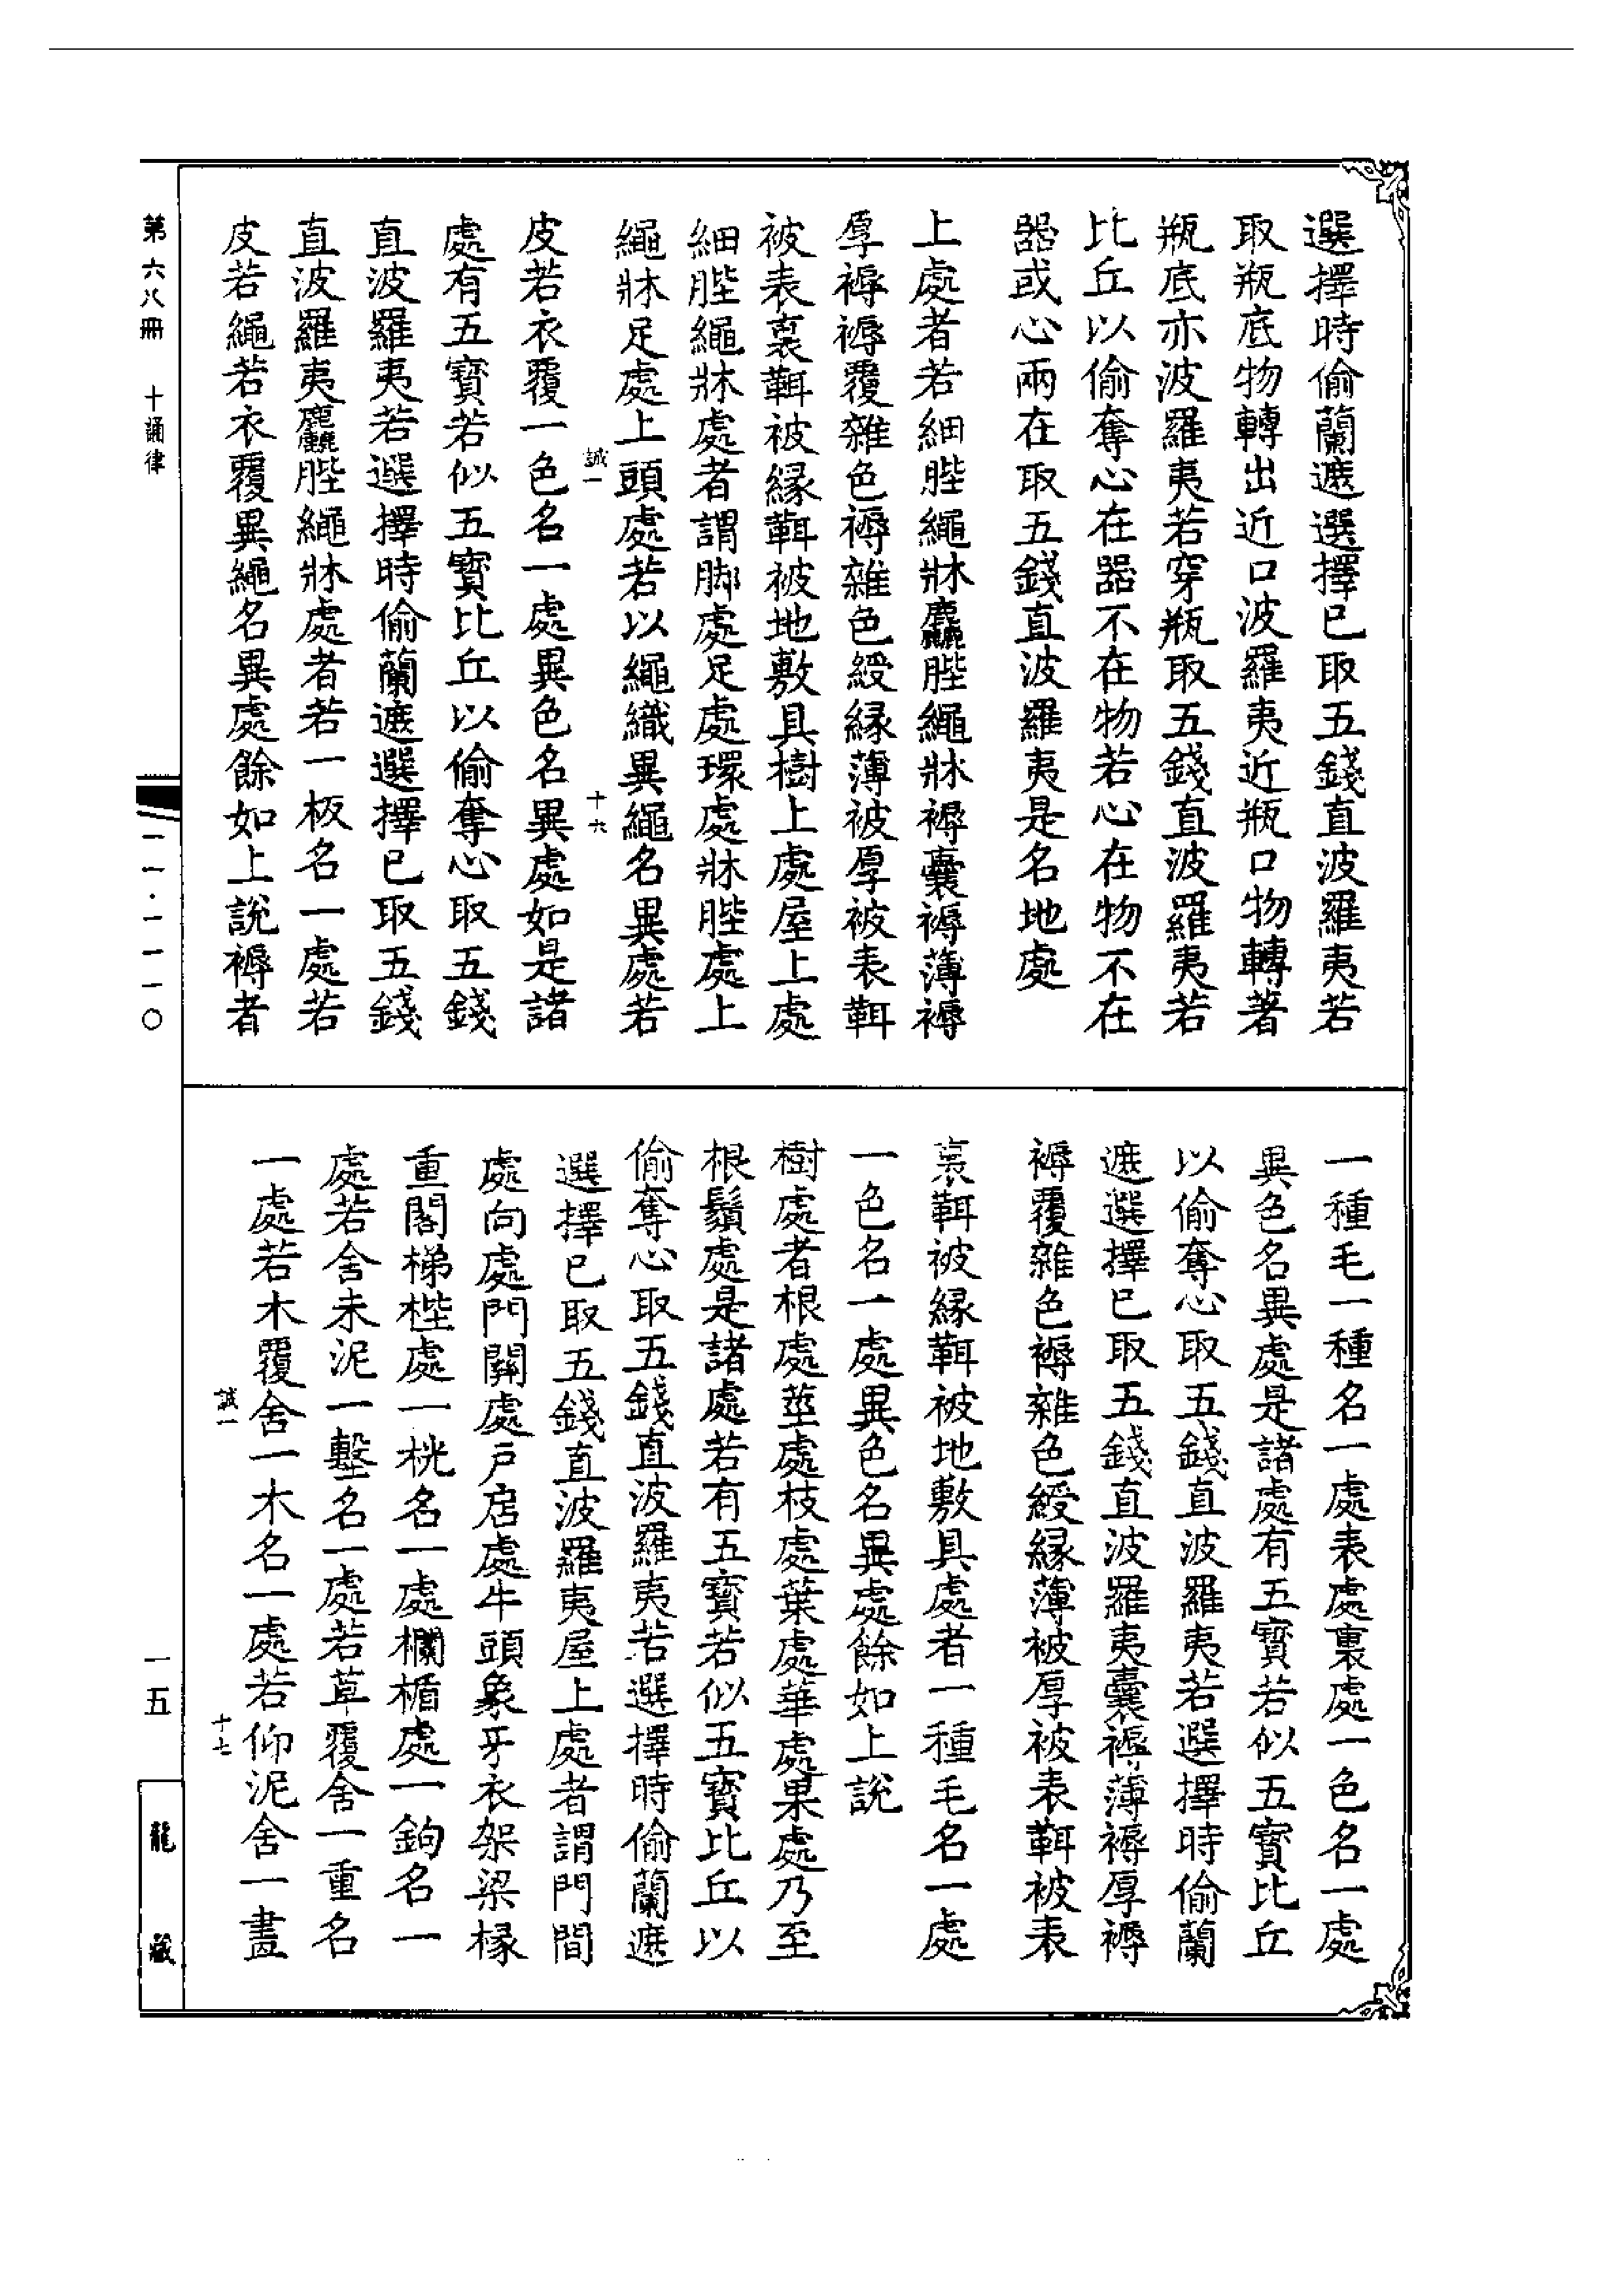 選擇時偷蘭遮選擇已取五錢直波羅夷若
取瓶底物轉出近口波羅夷近瓶口物轉著
瓶底亦波羅夷若穿瓶取五錢直波羅夷若
比丘以偷奪心在器不在物若心在物不在
器或心兩在取五錢直波羅夷是名地處
上處者若細䏶繩牀麤䏶繩牀褥囊褥薄褥
厚褥褥覆雜色褥雜色綬緣薄被厚被表毦
被表裏毦被緣毦被地敷具樹上處屋上處
細䏶繩牀處者謂脚處足處環處牀䏶處上
繩牀足處上頭處若以繩織異繩名異處若
誠一
十六
皮若衣覆一色名一處異色名異處如是諸
處有五寶若似五寶比丘以偷奪心取五錢
直波羅夷若選擇時偷蘭遮選擇已取五錢
直波羅夷麤䏶繩牀處者若一板名一處若
皮若繩若衣覆異繩名異處餘如上說褥者
一種毛一種名一處表處裏處一色名一處
異色名異處是諸處有五寶若似五寶比丘
以偷奪心取五錢直波羅夷若選擇時偷蘭
遮選擇已取五錢直波羅夷囊褥薄褥厚褥
褥覆雜色褥雜色綬緣薄被厚被表毦被表
裏毦被緣毦被地敷具處者一種毛名一處
一色名一處異色名異處餘如上說
樹處者根處莖處枝處葉處華處果處乃至
根鬚處是諸處若有五寶若似五寶比丘以
偷奪心取五錢直波羅夷若選擇時偷蘭遮
選擇已取五錢直波羅夷屋上處者謂門間
處向處門關處戶扂處牛頭象牙衣架梁椽
重閣梯桎處一桄名一處欄楯處一鉤名一
處若舍未泥一墼名一處若草覆舍一重名
一處若木覆舍一木名一處若仰泥舍一畫
誠一
十七
第六八冊 十誦律
一一·一一一〇
一五
龍藏